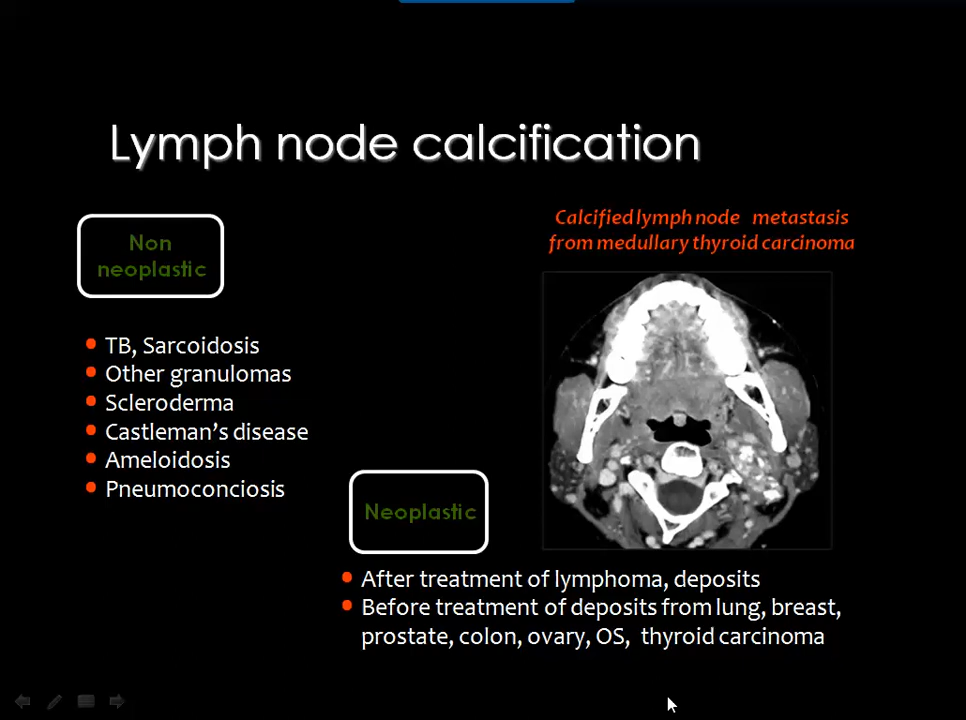 Lymph node calcification
Non
neoplastic
Calcified lymph node metastasis
from medullary thyroid carcinoma
TB, Sarcoidosis
Other granulomas
Scleroderma
Castleman's disease
Ameloidosis
Pneumoconciosis
Neoplastic
After treatment of lymphoma, deposits
Before treatment of deposits from lung, breast,
prostate, colon, ovary, OS, thyroid carcinoma